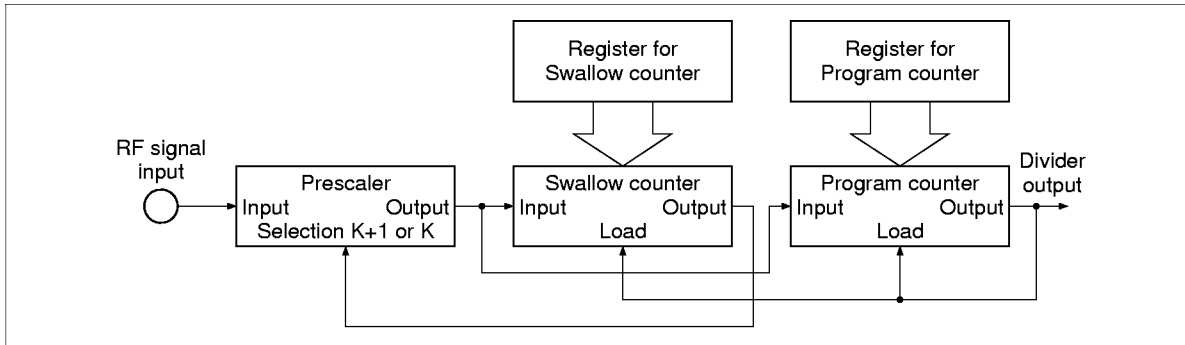 Register for
Swallow counter
Register for
Program counter
RF signal
input
Prescaler
Input Output
Selection K+1 or K
Swallow counter
Input Output
Load
Program counter
Input Output
Load
Divider
output